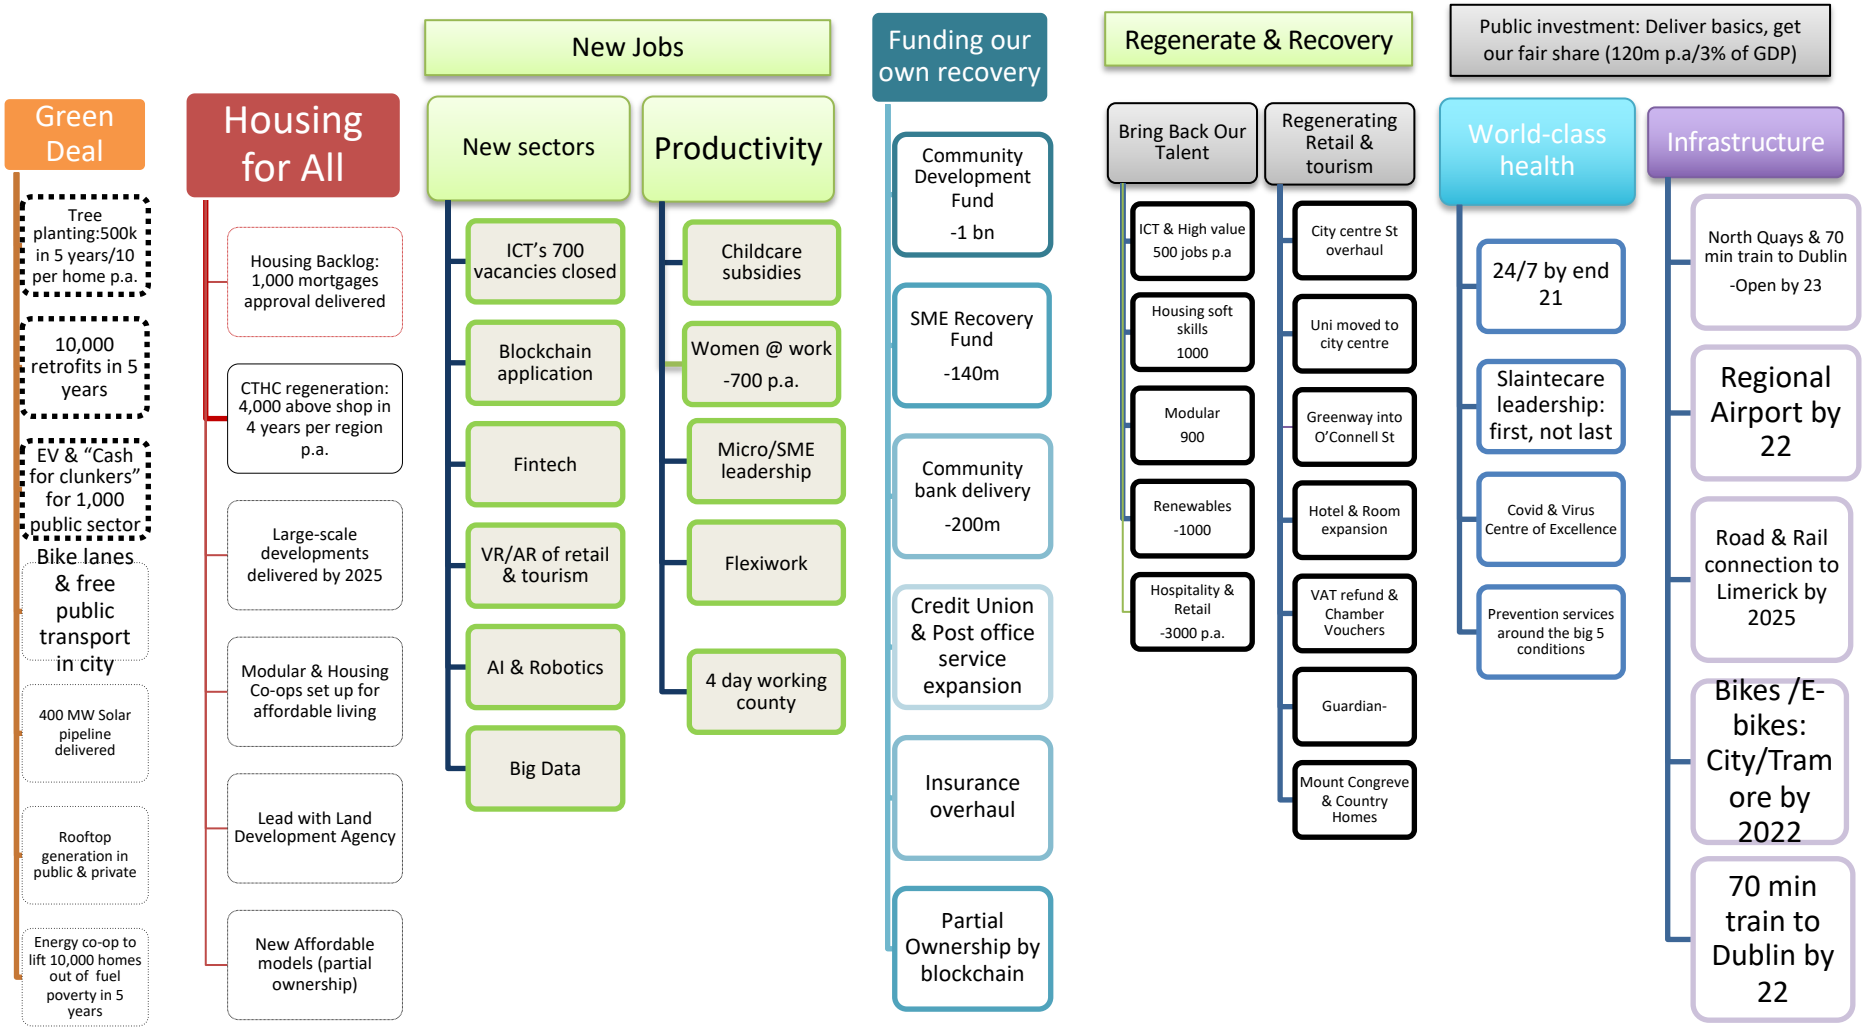 Green
Deal
Tree
planting:500k
in 5 years/10
per home p.a.
10,000
retrofits in 5
years
EV & “Cash
for clunkers”
for 1,000
public sector
Bike lanes
& free
public
transport
in city
400 MW Solar
pipeline
delivered
Rooftop
generation in
public & private
Energy co-op to
lift 10,000 homes
out of fuel
poverty in 5
years
Housing
for All
Housing Backlog:
1,000 mortgages
approval delivered
CTHC regeneration:
4,000 above shop in
4 years per region
p.a.
Large-scale
developments
delivered by 2025
Modular & Housing
Co-ops set up for
affordable living
Lead with Land
Development Agency
New Affordable
models (partial
ownership)
New Jobs
New sectors
ICT’s 700
vacancies closed
Blockchain
application
Fintech
VR/AR of retail
& tourism
AI & Robotics
Big Data
Productivity
Childcare
subsidies
Women @ work
-700 p.a.
Micro/SME
leadership
Flexiwork
4 day working
county
Funding our
own recovery
Community
Development
Fund
-1 bn
SME Recovery
Fund
-140m
Community
bank delivery
-200m
Credit Union
& Post office
service
expansion
Insurance
overhaul
Partial
Ownership by
blockchain
Regenerate & Recovery
Bring Back Our
Talent
ICT & High value
500 jobs p.a
Housing soft
skills
1000
Modular
900
Renewables
-1000
Hospitality &
Retail
-3000 p.a.
Regenerating
Retail &
tourism
City centre St
overhaul
Uni moved to
city centre
Greenway into
O’Connell St
Hotel & Room
expansion
VAT refund &
Chamber
Vouchers
Guardian-
Mount Congreve
& Country
Homes
Public investment: Deliver basics, get
our fair share (120m p.a/3% of GDP)
World-class
health
24/7 by end
21
Slaintecare
leadership:
first, not last
Covid & Virus
Centre of Excellence
Prevention services
around the big 5
conditions
Infrastructure
North Quays & 70
min train to Dublin
-Open by 23
Regional
Airport by
22
Road & Rail
connection to
Limerick by
2025
Bikes /E-
bikes:
City/Tram
ore by
2022
70 min
train to
Dublin by
22